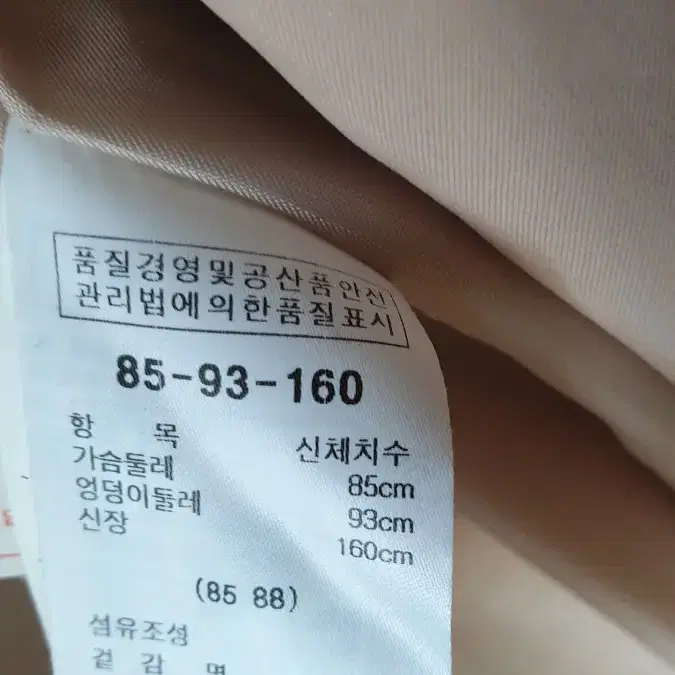 품질경영및공산품안전
관리법에의한품질표시
85-93-160
항 목 신체치수
가슴둘레 85cm
엉덩이둘레 93cm
신장 160cm
(85 88)
섬유조성
겉 감